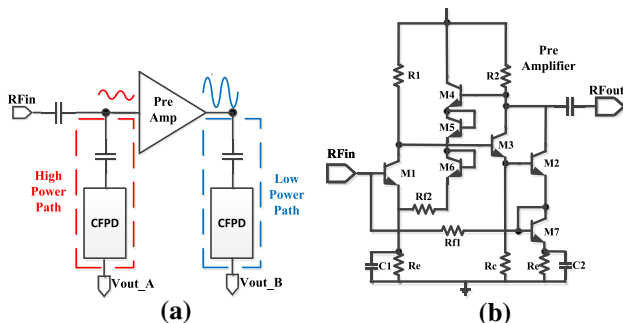 RFin
Pre
Amp
High
Power
Path
CFPD
Low
Power
Path
CFPD
Vout_A
Vout_B
(a)
Pre
Amplifier
R1
R2
M4
RFout
M5
M3
RFin
M6
M2
M1
Rf2
Rf1
M7
C1
Re
Rc
Re
C2
(b)